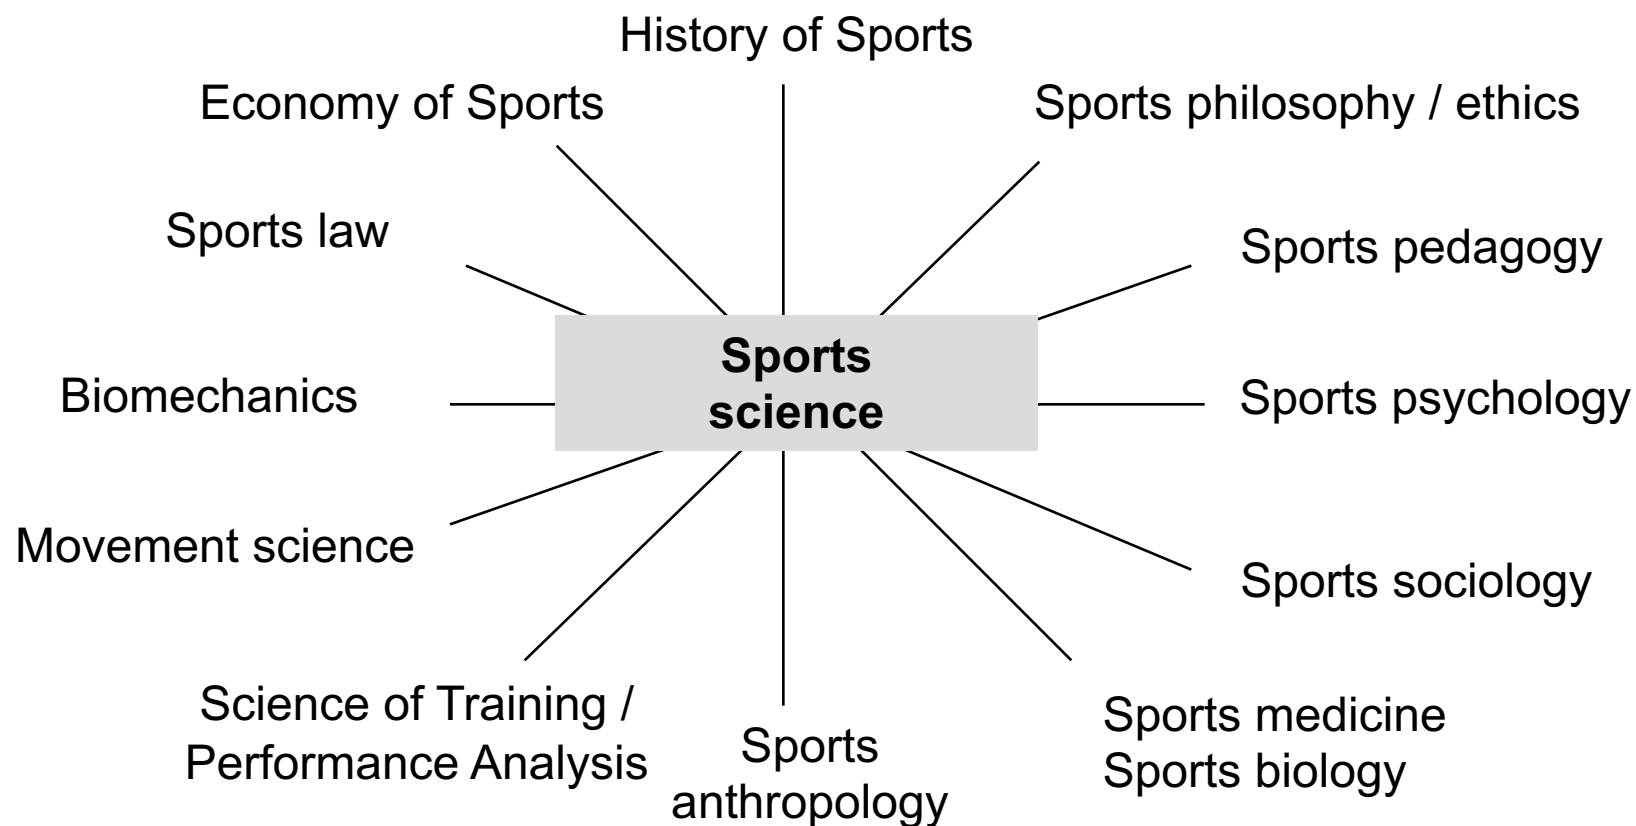 History of Sports
Economy of Sports
Sports philosophy / ethics
Sports law
Sports pedagogy
Sports
science
Biomechanics
Sports psychology
Movement science
Sports sociology
Science of Training /
Performance Analysis
Sports
anthropology
Sports medicine
Sports biology